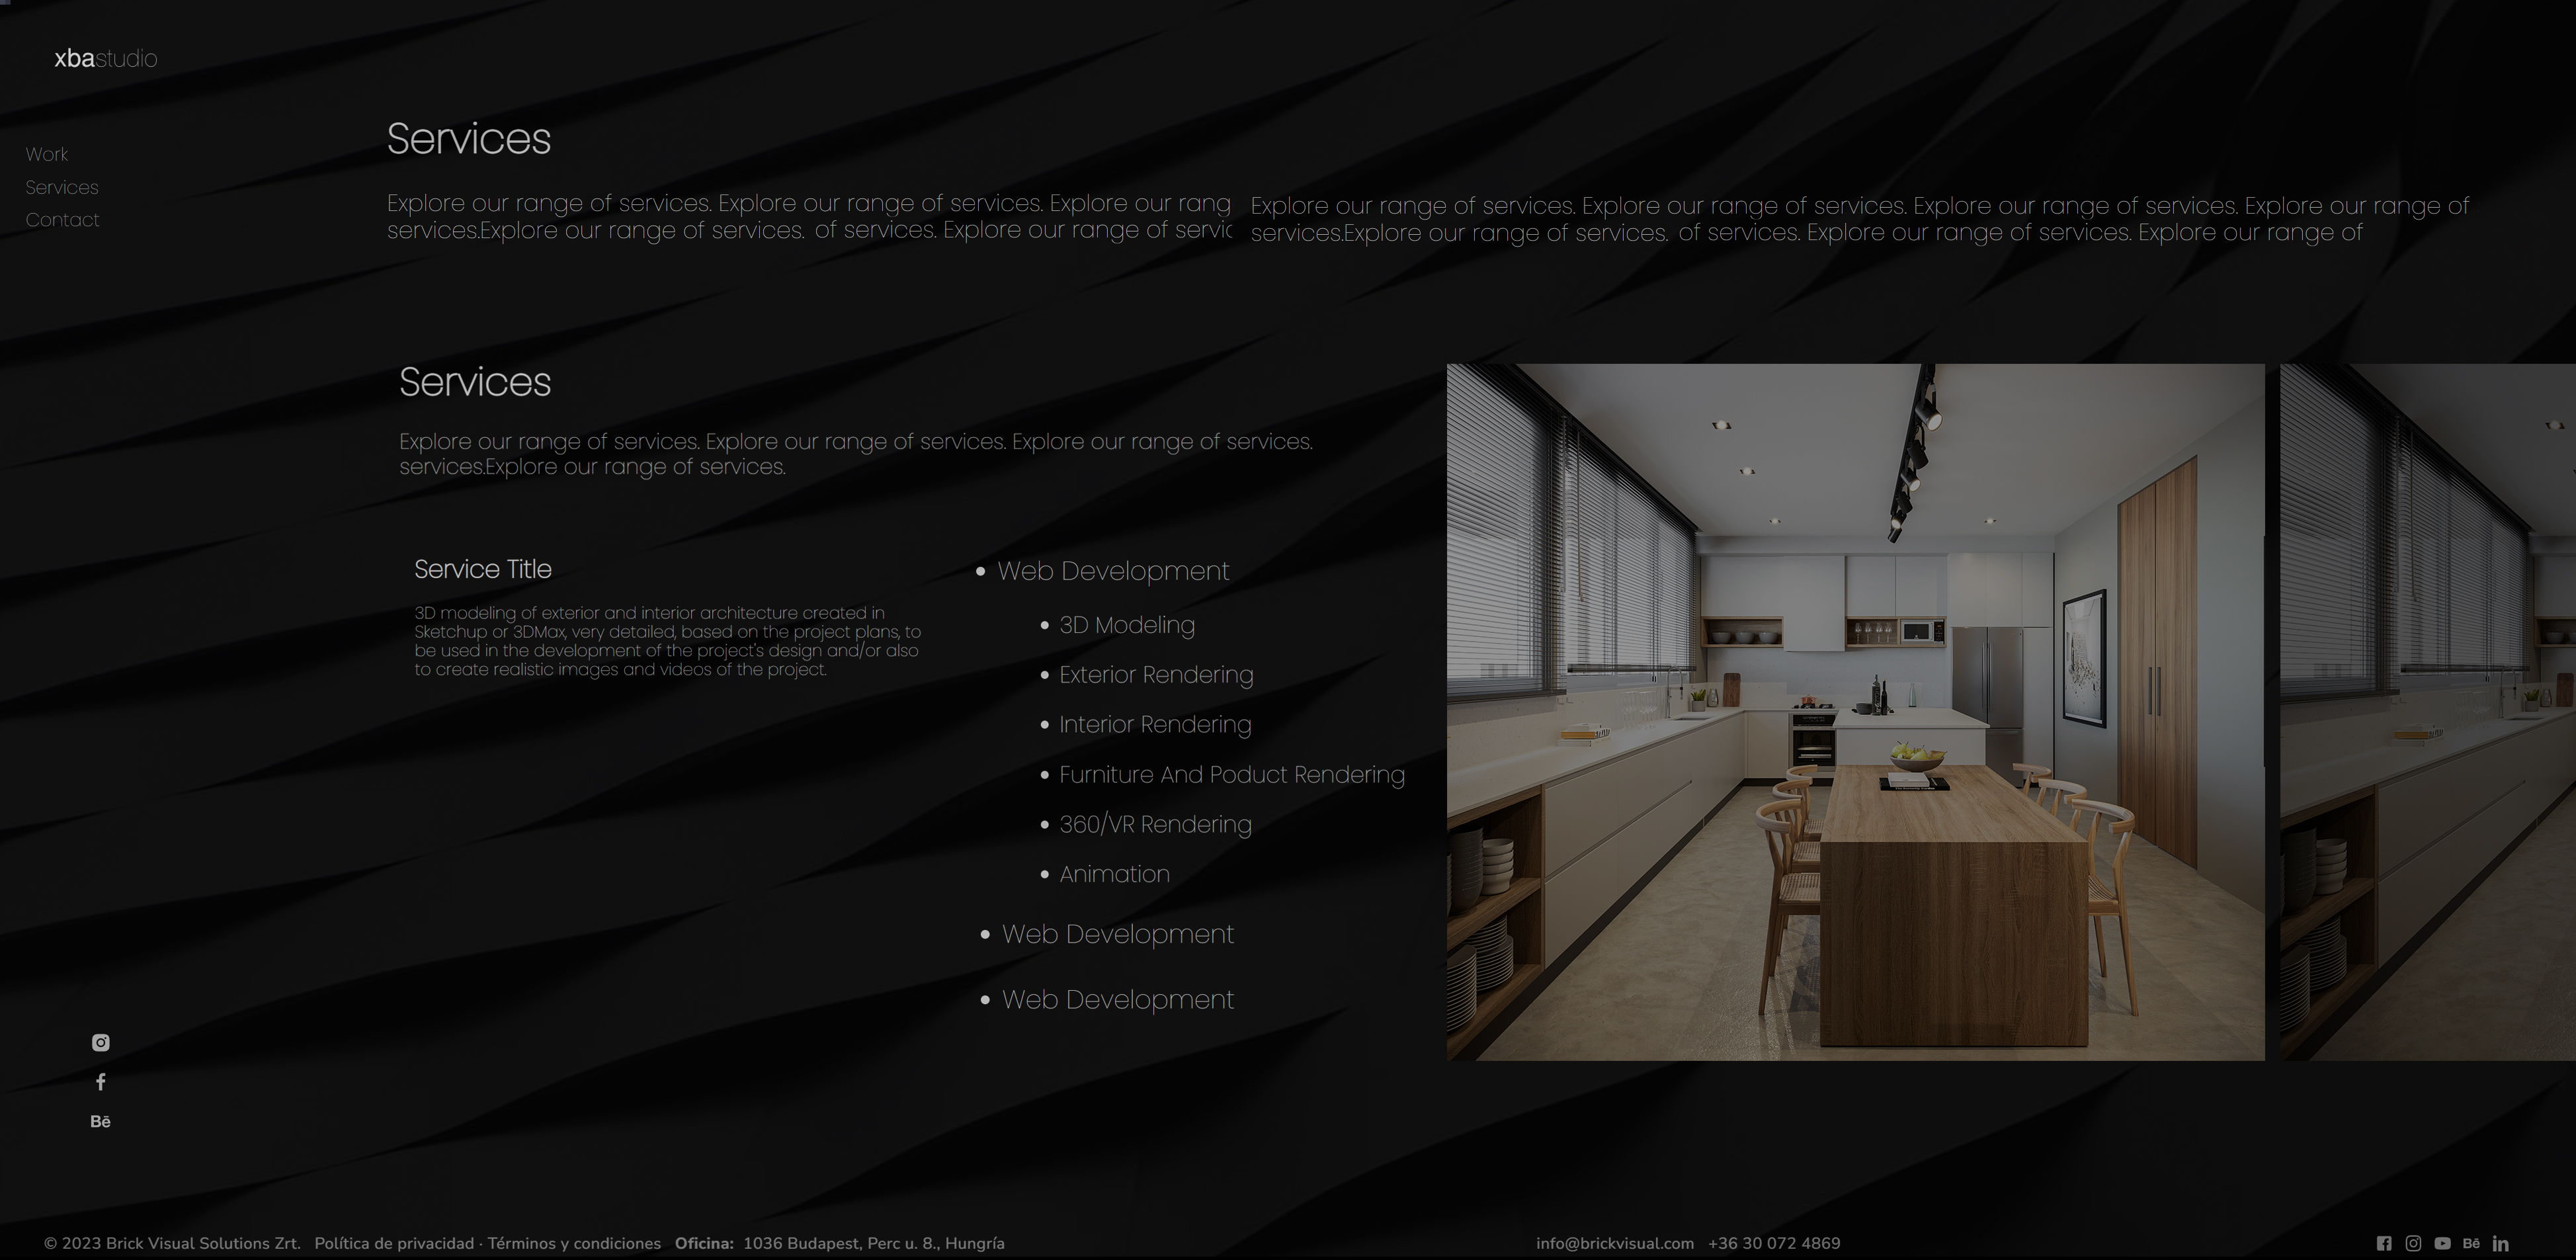 xbastudio
Work
Services
Contact
Services
Explore our range of services. Explore our range of services. Explore our rang
services.Explore our range of services. of services. Explore our range of servic
Explore our range of services. Explore our range of services. Explore our range of services. Explore our range of
services.Explore our range of services. of services. Explore our range of services. Explore our range of
Services
Explore our range of services. Explore our range of services. Explore our range of services.
services.Explore our range of services.
Service Title
3D modeling of exterior and interior architecture created in
Sketchup or 3DMax, very detailed, based on the project plans, to
be used in the development of the project's design and/or also
to create realistic images and videos of the project.
• Web Development
• 3D Modeling
• Exterior Rendering
• Interior Rendering
• Furniture And Poduct Rendering
• 360/VR Rendering
• Animation
• Web Development
• Web Development
Bē
© 2023 Brick Visual Solutions Zrt. Política de privacidad · Términos y condiciones Oficina: 1036 Budapest, Perc u. 8., Hungría
info@brickvisual.com +36 30 072 4869
Bē in